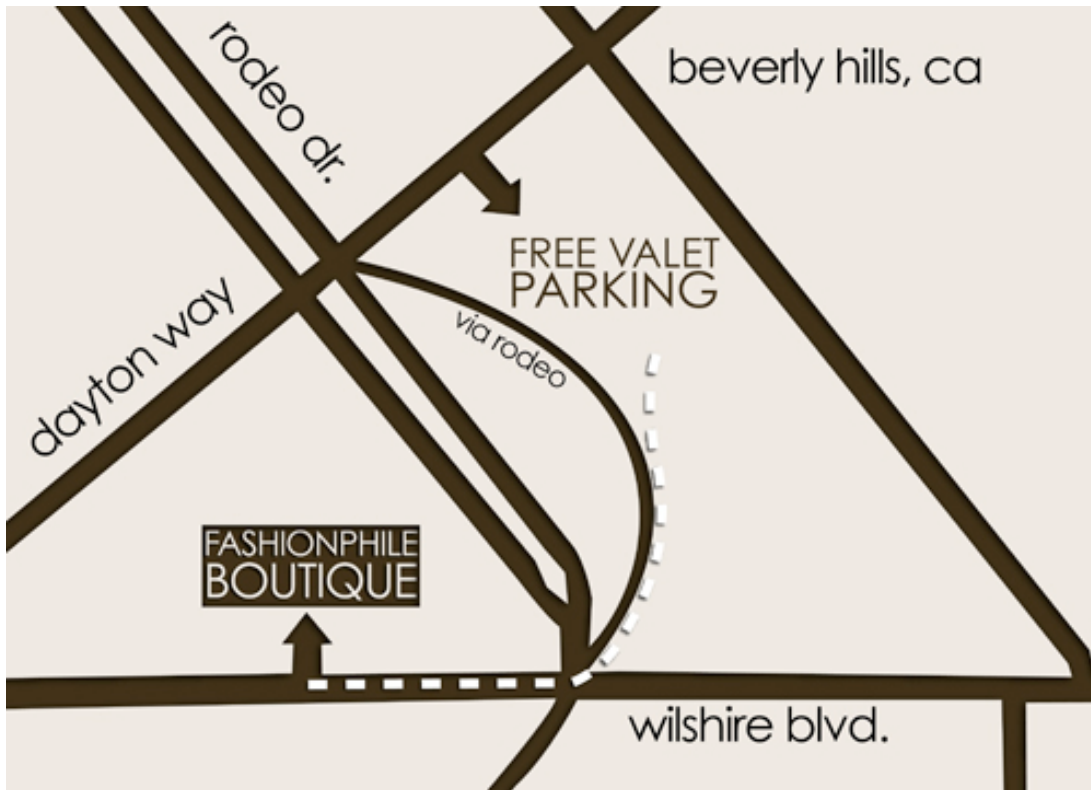 rodeo dr.
beverly hills, ca
FREE VALET
PARKING
via rodeo
dayton way
FASHIONPHILE
BOUTIQUE
wilshire blvd.